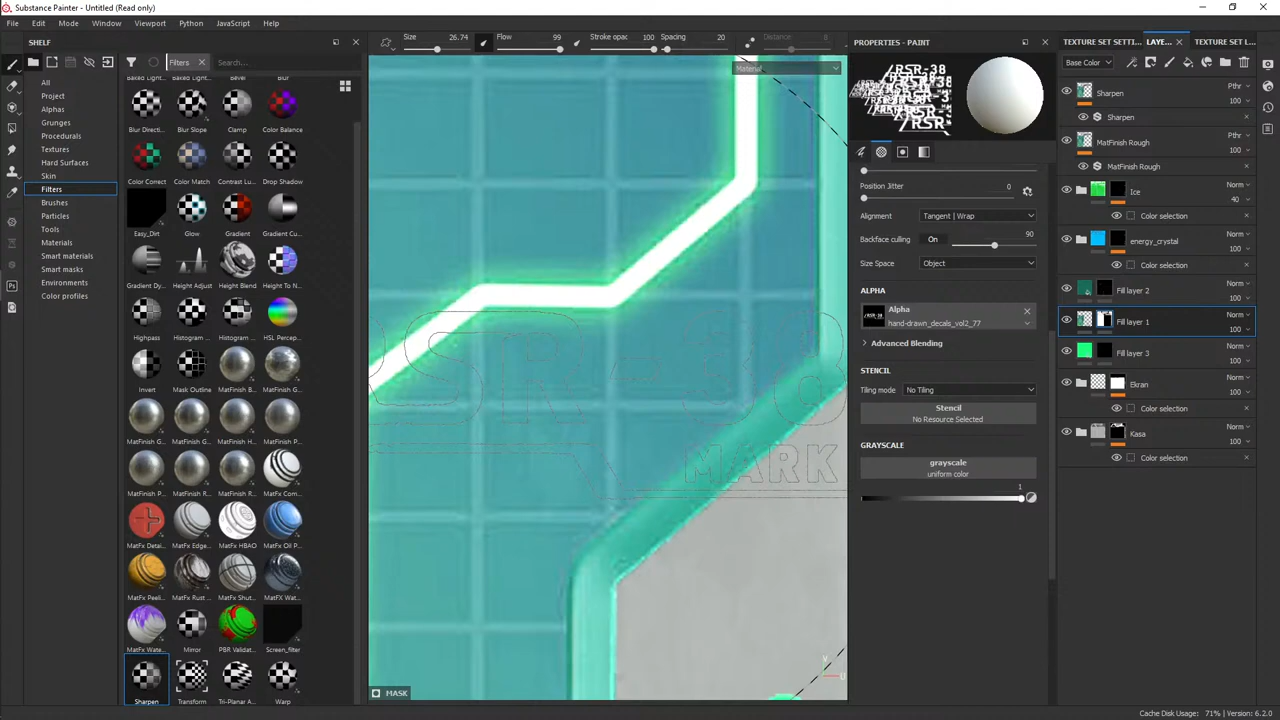 Substance Painter - Untitled (Read only)
File Edit Mode Window Viewport Python JavaScript Help
SHELF
Size 26.74 Flow 99 Stroke opacity 100 Spacing 20 Distance 8
PROPERTIES - PAINT
TEXTURE SET SETTI... LAYE... TEXTURE SET L...
Filters Search...
Material
Base Color
All
Project
Alphas
Grunges
Procedurals
Textures
Hard Surfaces
Skin
Filters
Brushes
Particles
Tools
Materials
Smart materials
Smart masks
Environments
Color profiles
Baked Light... Baked Light... Bevel Blur
Blur Directi... Blur Slope Clamp Color Balance
Color Correct Color Match Contrast Lu... Drop Shadow
Easy_Dirt Glow Gradient Gradient Cu...
Gradient Dy... Height Adjust Height Blend Height To N...
Highpass Histogram ... Histogram ... HSL Percep...
Invert Mask Outline MatFinish B... MatFinish G...
MatFinish G... MatFinish G... MatFinish H... MatFinish P...
MatFinish P... MatFinish R... MatFinish R... MatFx Com...
MatFx Detai... MatFx Edge... MatFx HBAO MatFx Oil P...
MatFx Peeli... MatFx Rust ... MatFx Shut... MatFX Wat...
MatFx Wate... Mirror PBR Validat... Screen_filter
Sharpen Transform Tri-Planar A... Warp
MARK
MASK
/RSR-38
Position Jitter 0
Alignment Tangent | Wrap
Backface culling On 90
Size Space Object
ALPHA
Alpha
hand-drawn_decals_vol2_77
Advanced Blending
STENCIL
Tiling mode No Tiling
Stencil
No Resource Selected
GRAYSCALE
grayscale
uniform color
1
Sharpen Pthr 100
Sharpen
MatFinish Rough Pthr 100
MatFinish Rough
Ice Norm 40
Color selection
energy_crystal Norm 100
Color selection
Fill layer 2 Norm 100
Fill layer 1 Norm 100
Fill layer 3 Norm 100
Ekran Norm 100
Color selection
Kasa Norm 100
Color selection
Cache Disk Usage: 71% | Version: 6.2.0